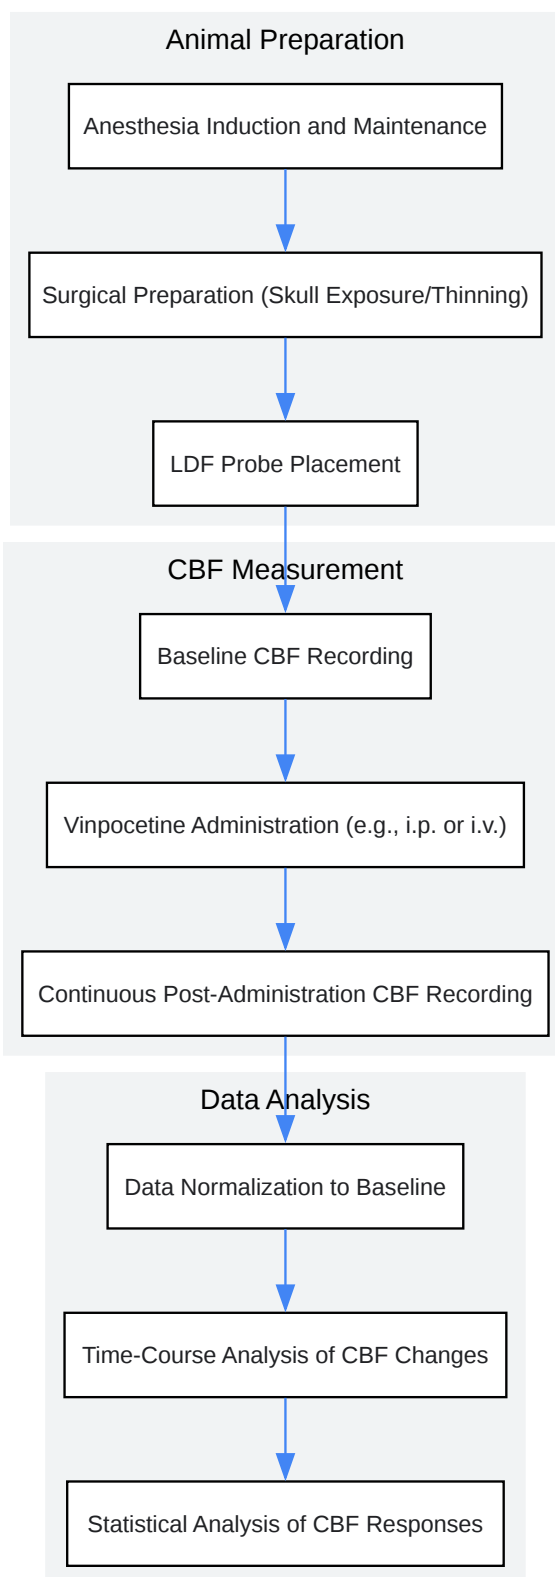 Animal Preparation
Anesthesia Induction and Maintenance
Surgical Preparation (Skull Exposure/Thinning)
LDF Probe Placement
CBF Measurement
Baseline CBF Recording
Vinpocetine Administration (e.g., i.p. or i.v.)
Continuous Post-Administration CBF Recording
Data Analysis
Data Normalization to Baseline
Time-Course Analysis of CBF Changes
Statistical Analysis of CBF Responses